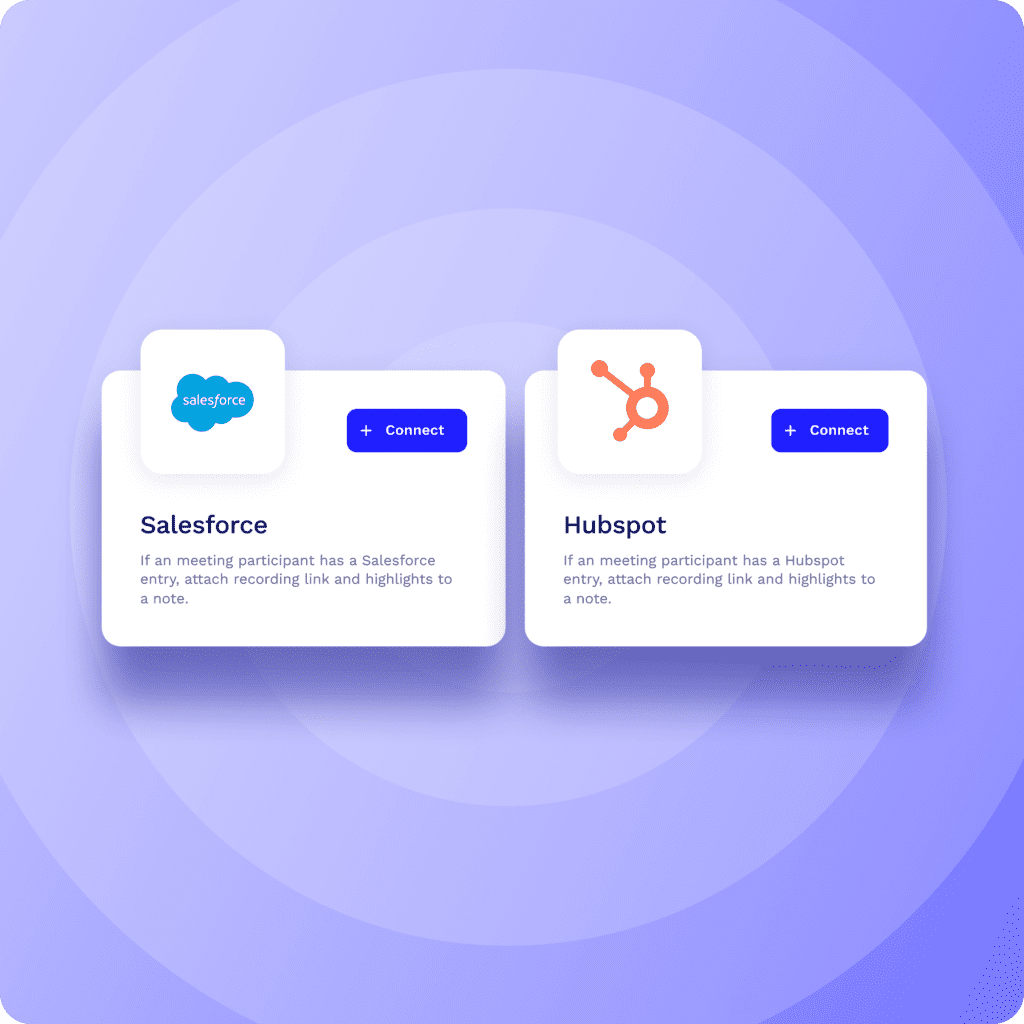 salesforce
+ Connect
Salesforce
If an meeting participant has a Salesforce
entry, attach recording link and highlights to
a note.
+ Connect
Hubspot
If an meeting participant has a Hubspot
entry, attach recording link and highlights to
a note.